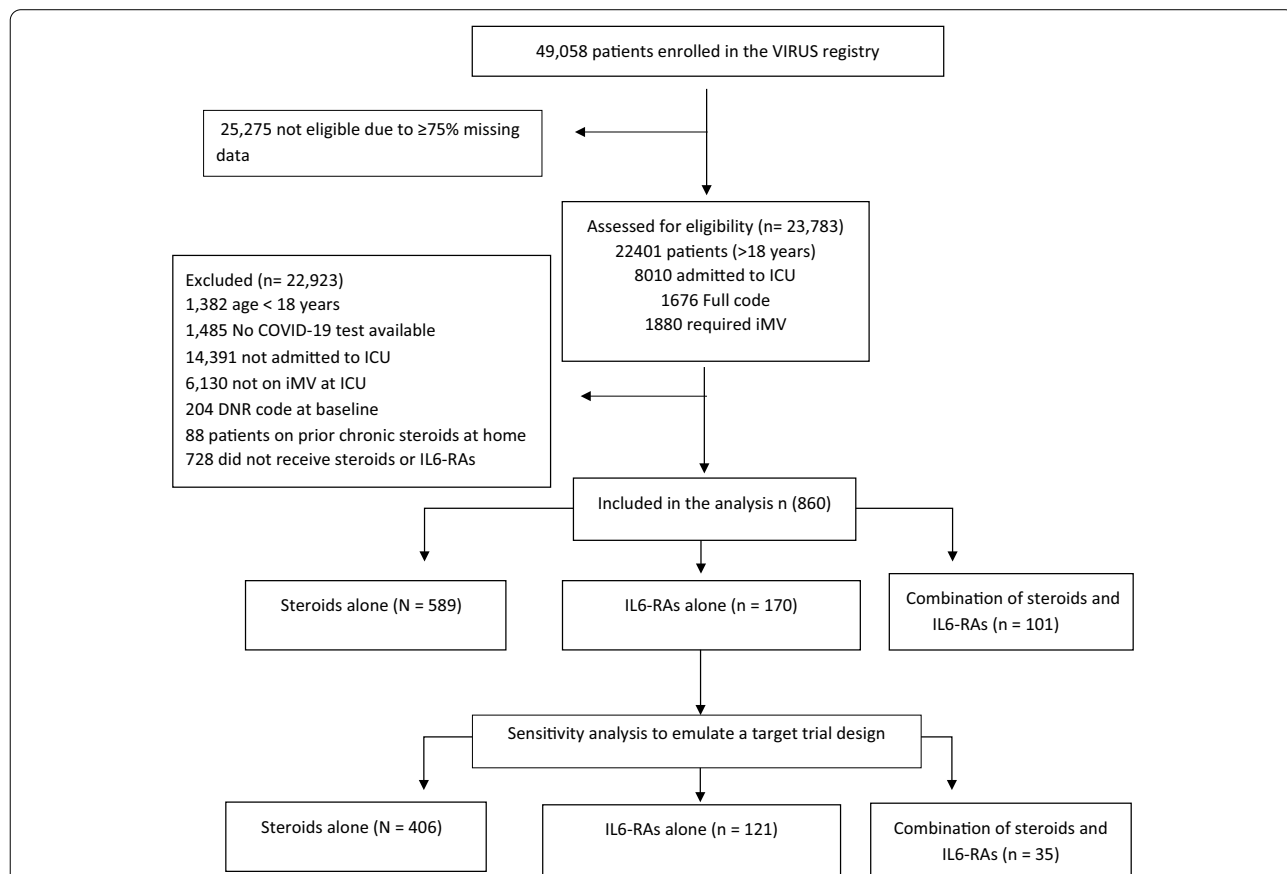 49,058 patients enrolled in the VIRUS registry
25,275 not eligible due to ≥75% missing
data
Assessed for eligibility (n= 23,783)
22401 patients (>18 years)
8010 admitted to ICU
1676 Full code
1880 required iMV
Excluded (n= 22,923)
1,382 age < 18 years
1,485 No COVID-19 test available
14,391 not admitted to ICU
6,130 not on iMV at ICU
204 DNR code at baseline
88 patients on prior chronic steroids at home
728 did not receive steroids or IL6-RAs
Included in the analysis n (860)
Steroids alone (N = 589)
IL6-RAs alone (n = 170)
Combination of steroids and
IL6-RAs (n = 101)
Sensitivity analysis to emulate a target trial design
Steroids alone (N = 406)
IL6-RAs alone (n = 121)
Combination of steroids and
IL6-RAs (n = 35)